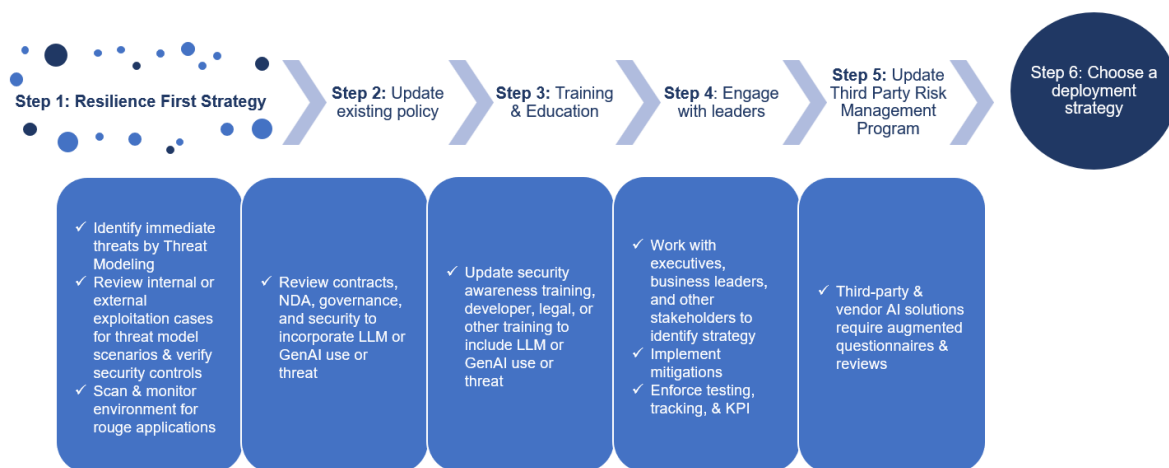 Step 1: Resilience First Strategy
Step 2: Update
existing policy
Step 3: Training
& Education
Step 4: Engage
with leaders
Step 5: Update
Third Party Risk
Management
Program
Step 6: Choose a
deployment
strategy
✓ Identify immediate
threats by Threat
Modeling
✓ Review internal or
external
exploitation cases
for threat model
scenarios & verify
security controls
✓ Scan & monitor
environment for
rouge applications
✓ Review contracts,
NDA, governance,
and security to
incorporate LLM or
GenAI use or
threat
✓ Update security
awareness training,
developer, legal, or
other training to
include LLM or
GenAI use or
threat
✓ Work with
executives,
business leaders,
and other
stakeholders to
identify strategy
✓ Implement
mitigations
✓ Enforce testing,
tracking, & KPI
✓ Third-party &
vendor AI solutions
require augmented
questionnaires &
reviews